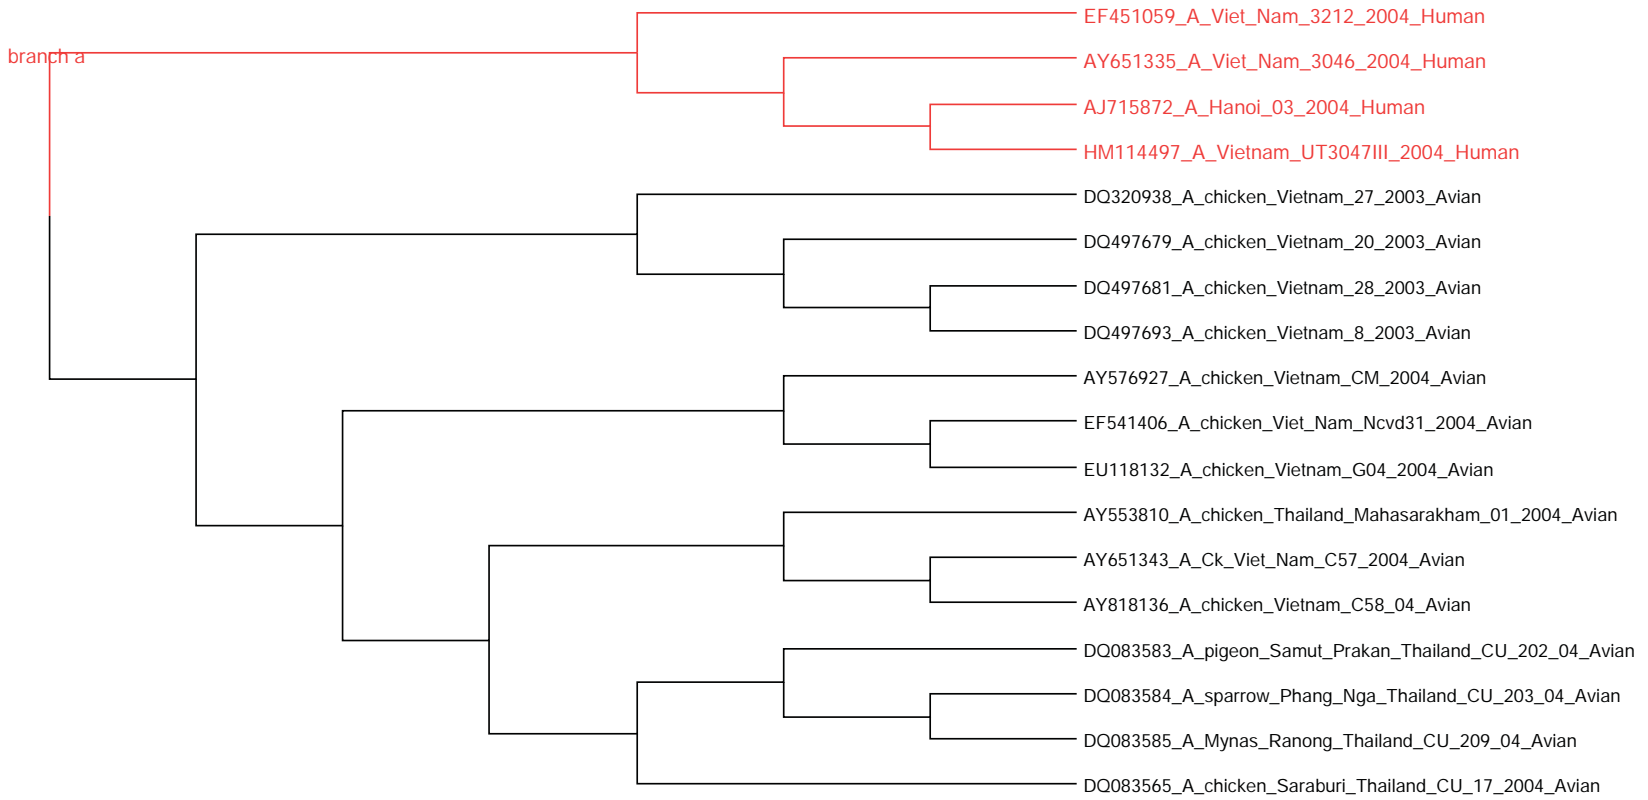 EF451059_A_Viet_Nam_3212_2004_Human
branch a
AY651335_A_Viet_Nam_3046_2004_Human
AJ715872_A_Hanoi_03_2004_Human
HM114497_A_Vietnam_UT3047III_2004_Human
DQ320938_A_chicken_Vietnam_27_2003_Avian
DQ497679_A_chicken_Vietnam_20_2003_Avian
DQ497681_A_chicken_Vietnam_28_2003_Avian
DQ497693_A_chicken_Vietnam_8_2003_Avian
AY576927_A_chicken_Vietnam_CM_2004_Avian
EF541406_A_chicken_Viet_Nam_Ncvd31_2004_Avian
EU118132_A_chicken_Vietnam_G04_2004_Avian
AY553810_A_chicken_Thailand_Mahasarakham_01_2004_Avian
AY651343_A_Ck_Viet_Nam_C57_2004_Avian
AY818136_A_chicken_Vietnam_C58_04_Avian
DQ083583_A_pigeon_Samut_Prakan_Thailand_CU_202_04_Avian
DQ083584_A_sparrow_Phang_Nga_Thailand_CU_203_04_Avian
DQ083585_A_Mynas_Ranong_Thailand_CU_209_04_Avian
DQ083565_A_chicken_Saraburi_Thailand_CU_17_2004_Avian